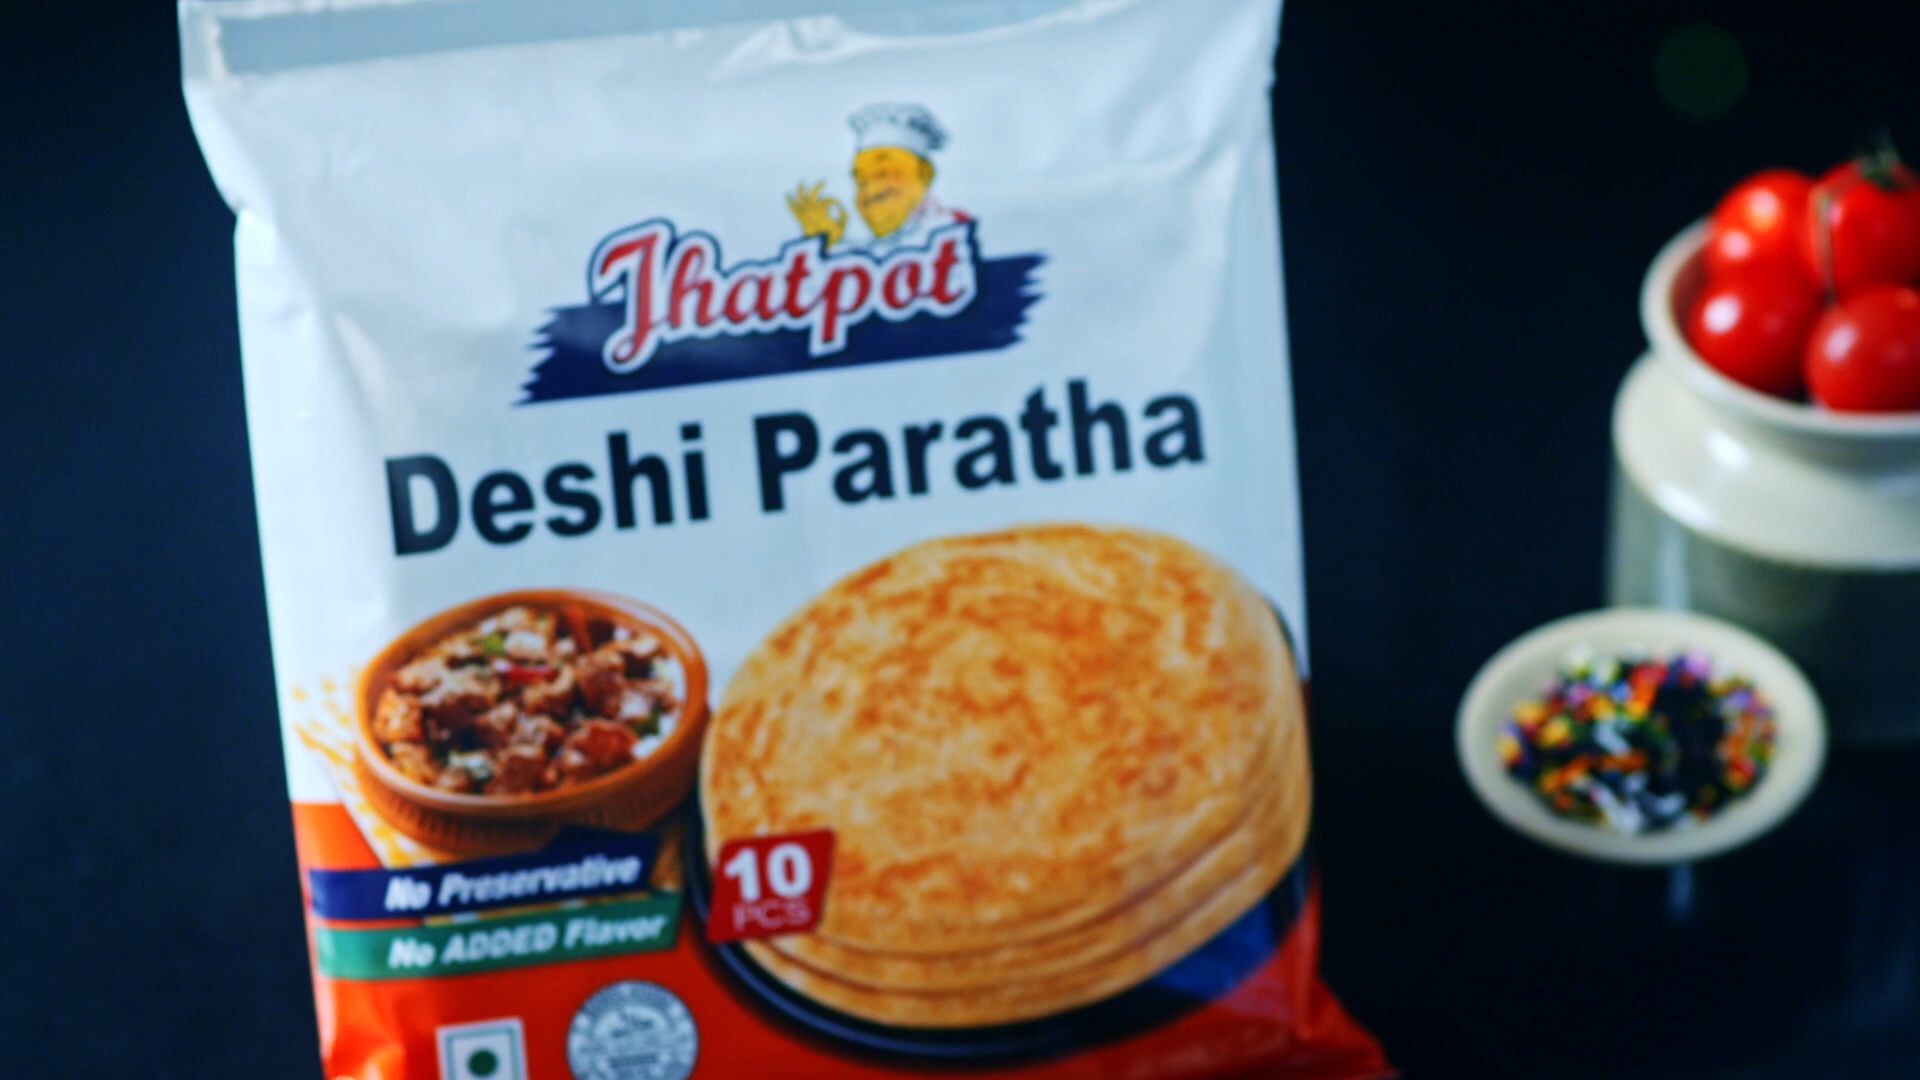 Jhatpot
Deshi Paratha
10
PCS
No Preservative
No ADDED Flavor